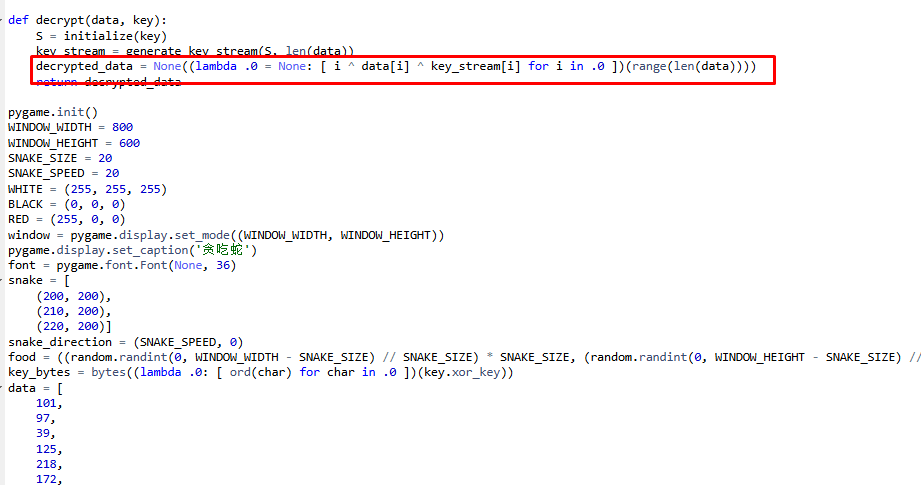 def decrypt(data, key):
    S = initialize(key)
    key_stream = generate_key_stream(S, len(data))
    decrypted_data = None((lambda .0 = None: [ i ^ data[i] ^ key_stream[i] for i in .0 ])(range(len(data))))
    return decrypted_data
pygame.init()
WINDOW_WIDTH = 800
WINDOW_HEIGHT = 600
SNAKE_SIZE = 20
SNAKE_SPEED = 20
WHITE = (255, 255, 255)
BLACK = (0, 0, 0)
RED = (255, 0, 0)
window = pygame.display.set_mode((WINDOW_WIDTH, WINDOW_HEIGHT))
pygame.display.set_caption('贪吃蛇')
font = pygame.font.Font(None, 36)
snake = [
    (200, 200),
    (210, 200),
    (220, 200)]
snake_direction = (SNAKE_SPEED, 0)
food = ((random.randint(0, WINDOW_WIDTH - SNAKE_SIZE) // SNAKE_SIZE) * SNAKE_SIZE, (random.randint(0, WINDOW_HEIGHT - SNAKE_SIZE) //
key_bytes = bytes((lambda .0: [ ord(char) for char in .0 ])(key.xor_key))
data = [
    101,
    97,
    39,
    125,
    218,
    172,